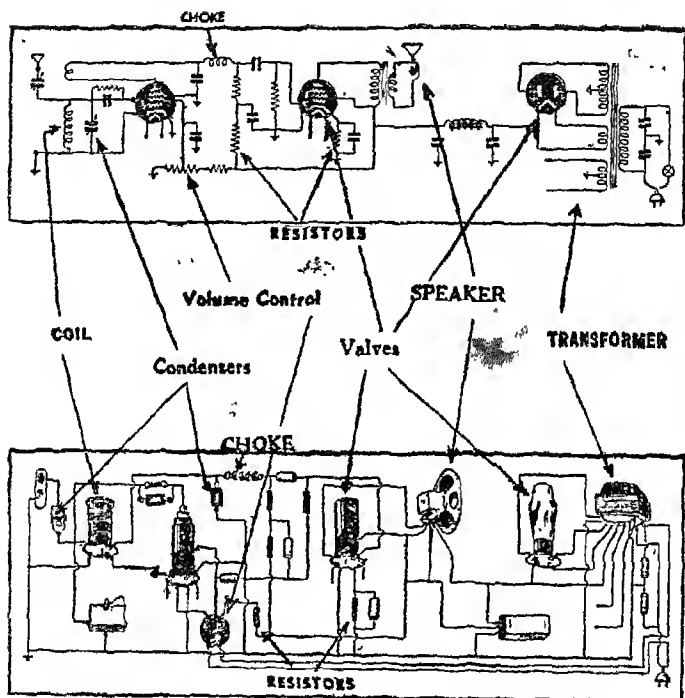 CHOKE
RESISTORS
Volume Control
SPEAKER
COIL
Valves
TRANSFORMER
Condensers
CHOKE
RESISTORS